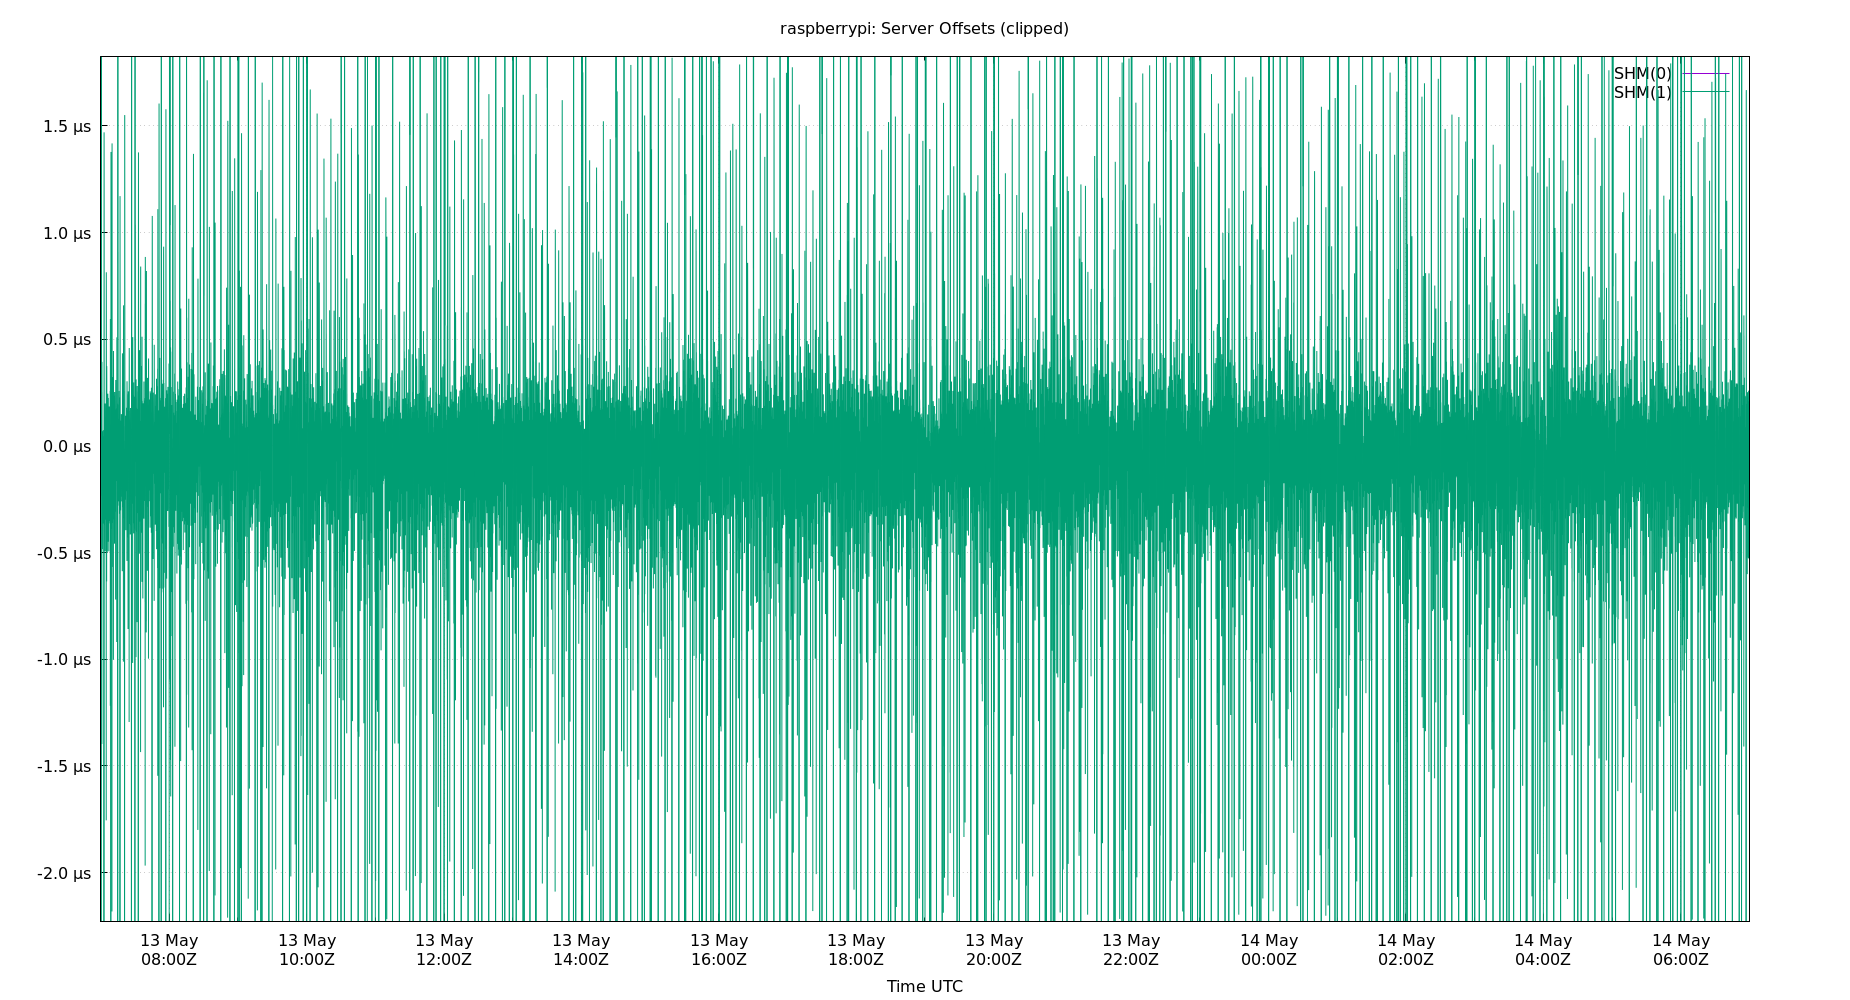 raspberrypi: Server Offsets (clipped)
SHM(0)
SHM(1)
1.5 µs
1.0 µs
0.5 µs
0.0 µs
-0.5 µs
-1.0 µs
-1.5 µs
-2.0 µs
13 May 13 May 13 May 13 May 13 May 13 May 13 May 13 May 14 May 14 May 14 May 14 May
08:00Z 10:00Z 12:00Z 14:00Z 16:00Z 18:00Z 20:00Z 22:00Z 00:00Z 02:00Z 04:00Z 06:00Z
Time UTC